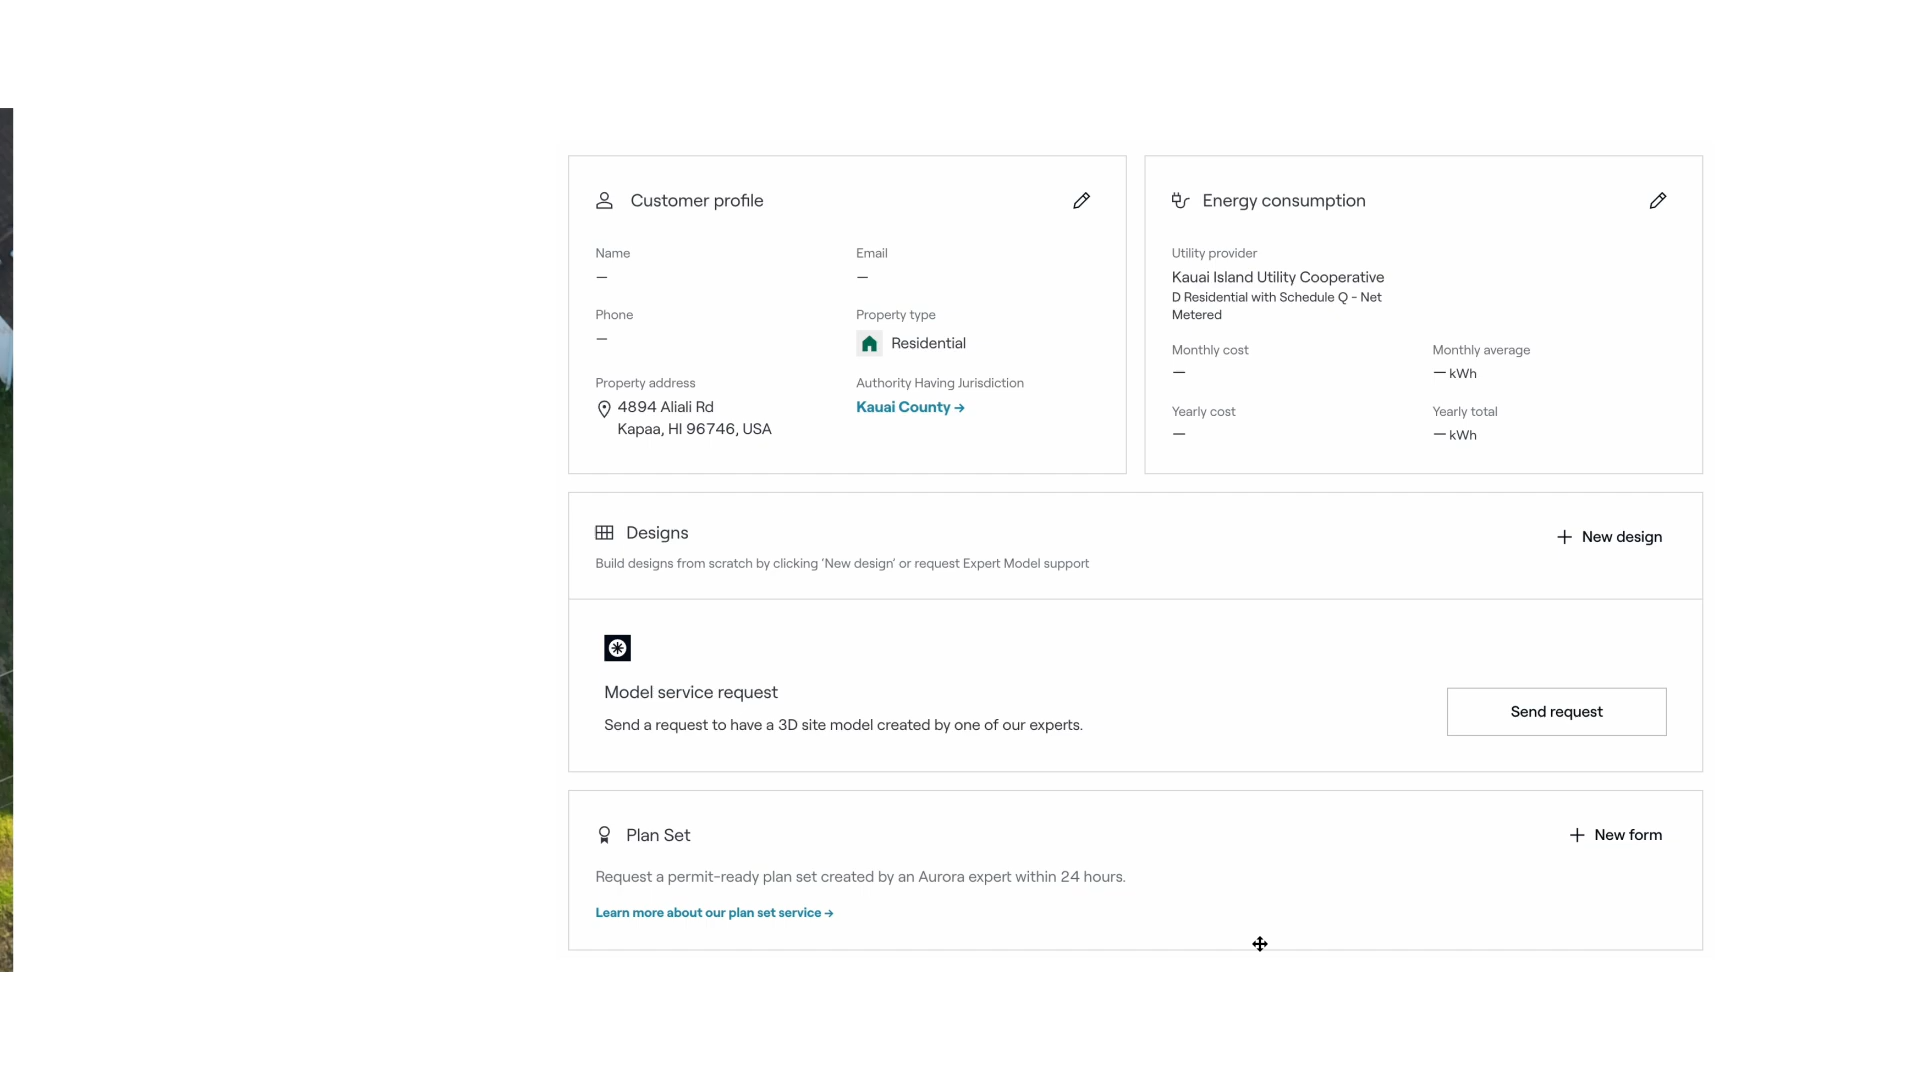 Customer profile
Name
—
Email
—
Phone
—
Property type
Residential
Property address
4894 Aliali Rd
Kapaa, HI 96746, USA
Authority Having Jurisdiction
Kauai County →
Energy consumption
Utility provider
Kauai Island Utility Cooperative
D Residential with Schedule Q - Net
Metered
Monthly cost
—
Monthly average
— kWh
Yearly cost
—
Yearly total
— kWh
Designs
+ New design
Build designs from scratch by clicking 'New design' or request Expert Model support
Model service request
Send a request to have a 3D site model created by one of our experts.
Send request
Plan Set
+ New form
Request a permit-ready plan set created by an Aurora expert within 24 hours.
Learn more about our plan set service →